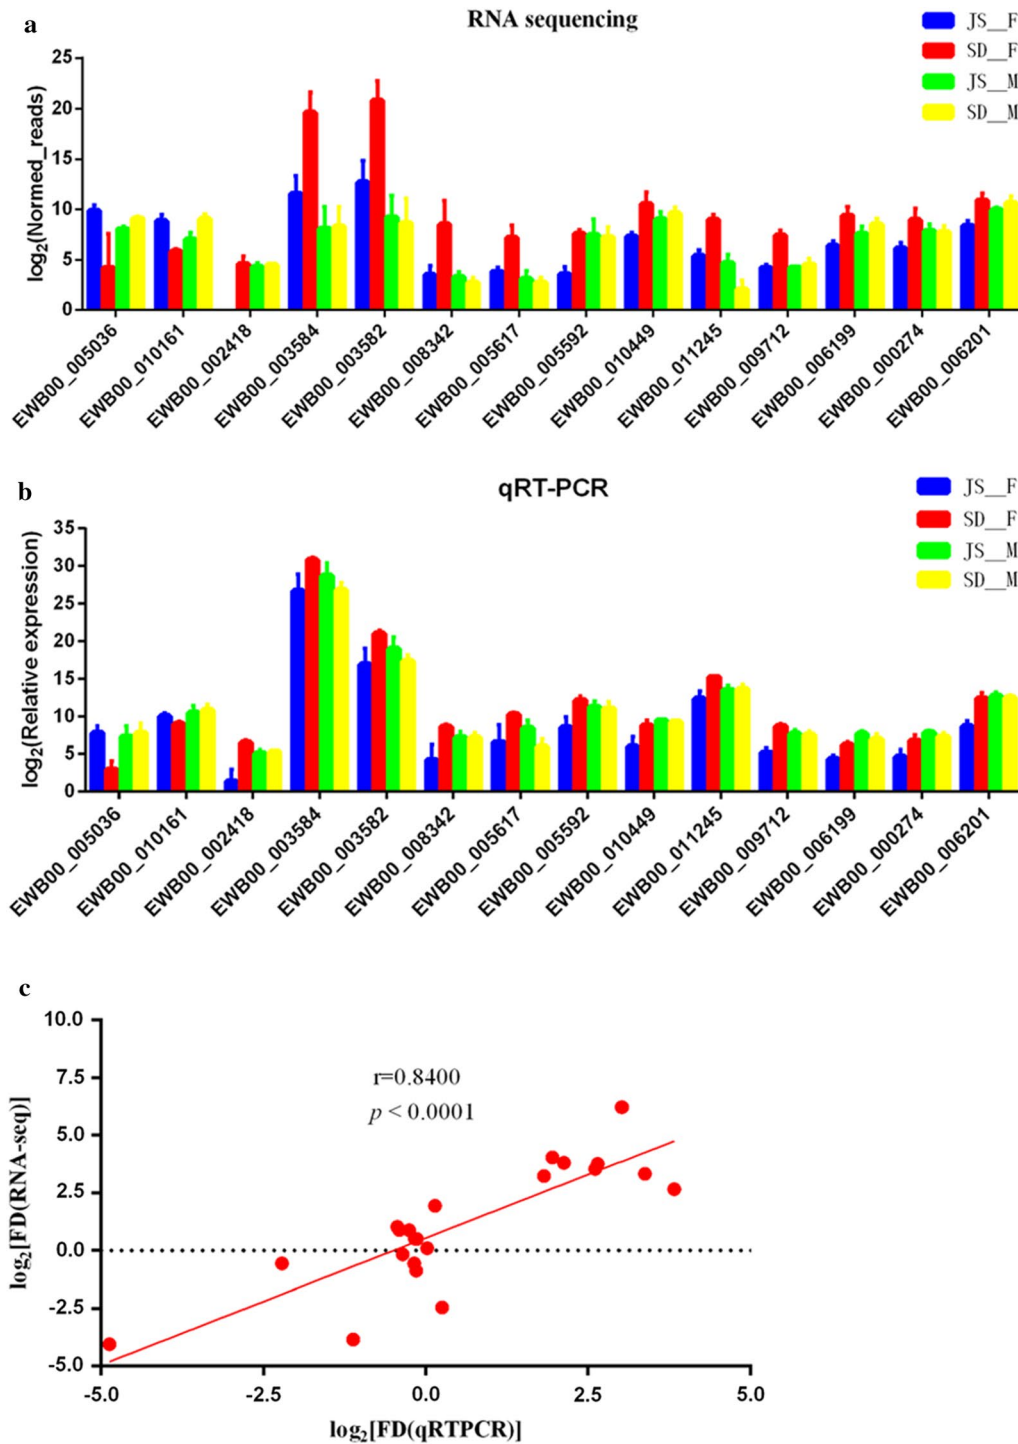 a
RNA sequencing
JS__F
SD__F
JS__M
SD__M
log2(Normed_reads)
25
20
15
10
5
0
EWB00_005036
EWB00_010161
EWB00_002418
EWB00_003584
EWB00_003582
EWB00_008342
EWB00_005617
EWB00_005592
EWB00_010449
EWB00_011245
EWB00_009712
EWB00_006199
EWB00_000274
EWB00_006201
b
qRT-PCR
JS__F
SD__F
JS__M
SD__M
log2(Relative expression)
35
30
25
20
15
10
5
0
EWB00_005036
EWB00_010161
EWB00_002418
EWB00_003584
EWB00_003582
EWB00_008342
EWB00_005617
EWB00_005592
EWB00_010449
EWB00_011245
EWB00_009712
EWB00_006199
EWB00_000274
EWB00_006201
c
log2[FD(RNA-seq)]
10.0
7.5
5.0
2.5
0.0
-2.5
-5.0
r=0.8400
p < 0.0001
-5.0
-2.5
0.0
2.5
5.0
log2[FD(qRTPCR)]